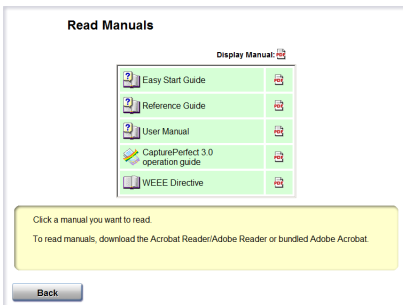 Read Manuals
Display Manual:
Easy Start Guide
Reference Guide
User Manual
CapturePerfect 3.0
operation guide
WEEE Directive
Click a manual you want to read.
To read manuals, download the Acrobat Reader/Adobe Reader or bundled Adobe Acrobat.
Back